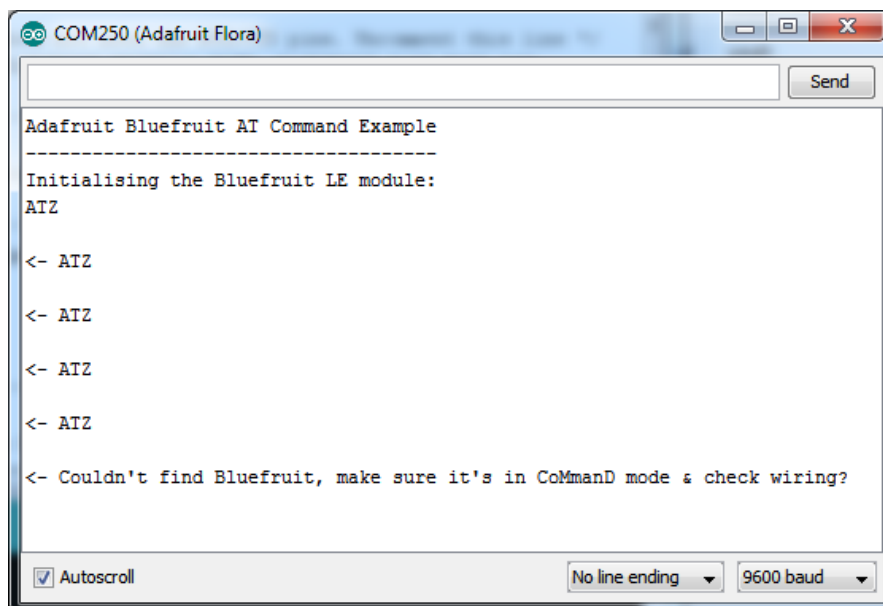 COM250 (Adafruit Flora)
Send
Adafruit Bluefruit AT Command Example
-------------------------------------
Initialising the Bluefruit LE module:
ATZ
<- ATZ
<- ATZ
<- ATZ
<- ATZ
<- Couldn't find Bluefruit, make sure it's in CoMmanD mode & check wiring?
Autoscroll
No line ending
9600 baud